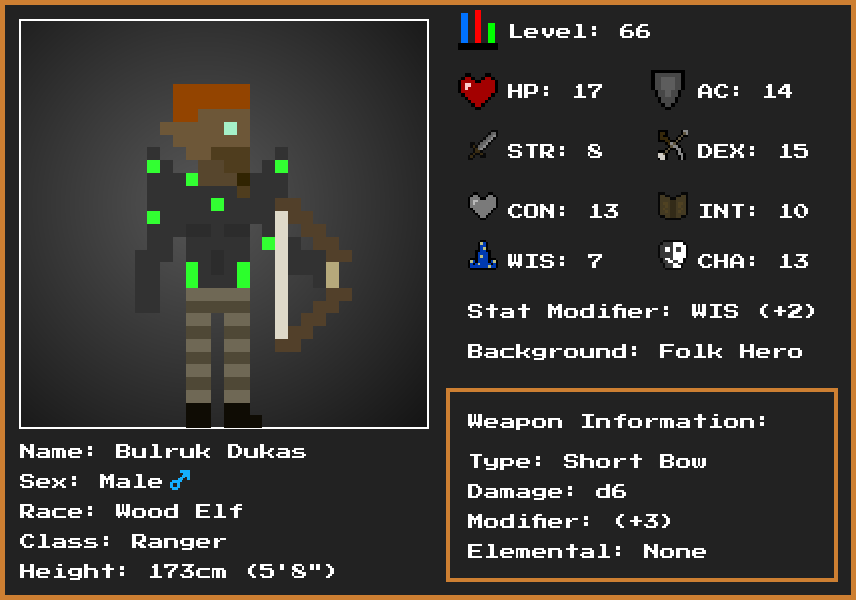 Level: 66
HP: 17
AC: 14
STR: 8
DEX: 15
CON: 13
INT: 10
WIS: 7
CHA: 13
Stat Modifier: WIS (+2)
Background: Folk Hero
Weapon Information:
Type: Short Bow
Damage: d6
Modifier: (+3)
Elemental: None
Name: Bulruk Dukas
Sex: Male ♂
Race: Wood Elf
Class: Ranger
Height: 173cm (5'8")